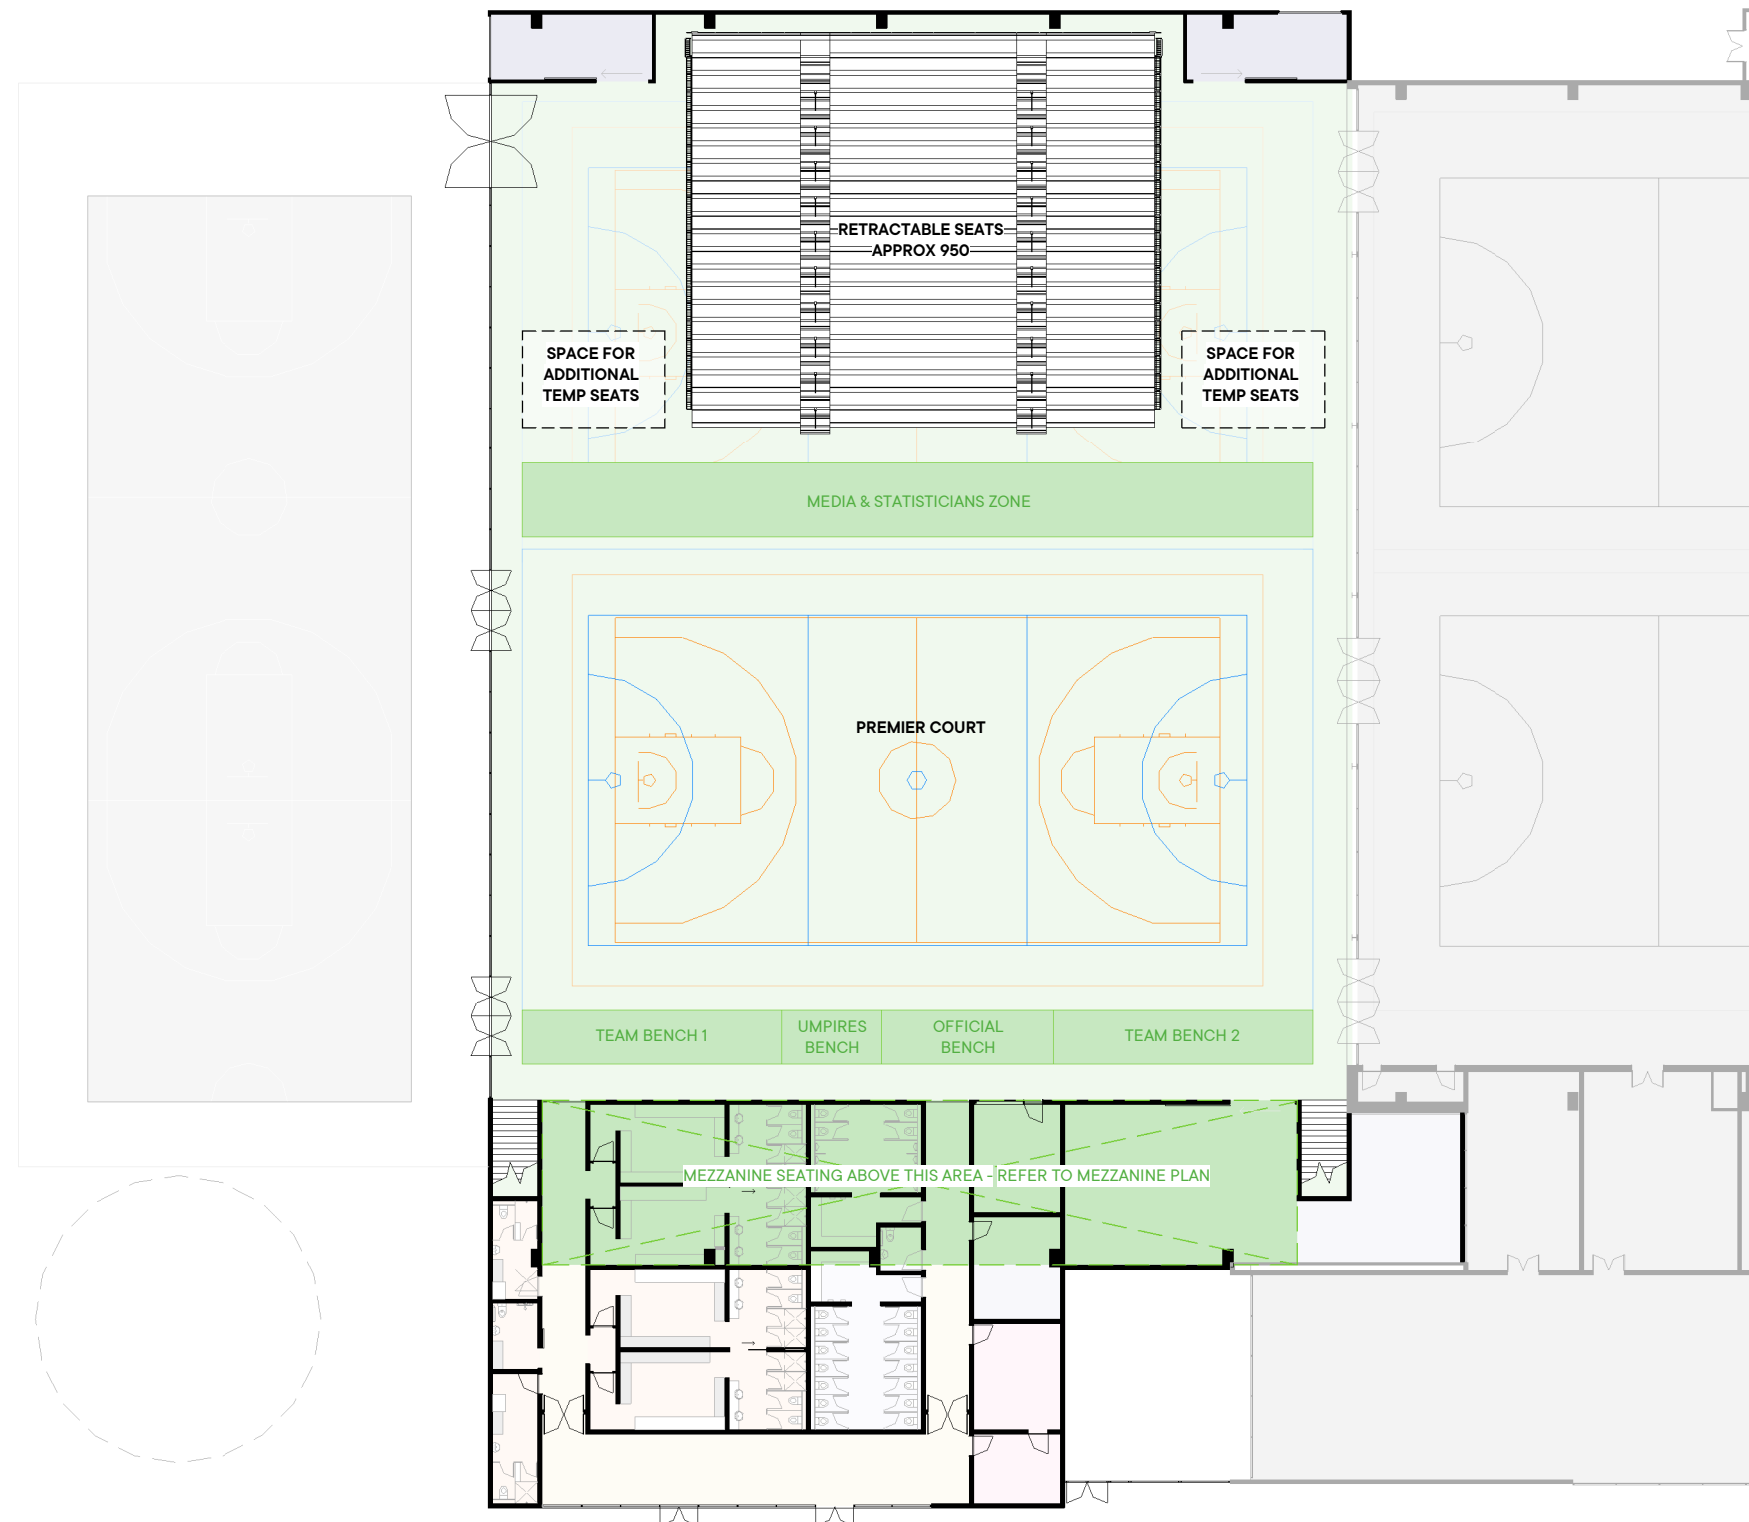 RETRACTABLE SEATS
APPROX 950
SPACE FOR
ADDITIONAL
TEMP SEATS
SPACE FOR
ADDITIONAL
TEMP SEATS
MEDIA & STATISTICIANS ZONE
PREMIER COURT
TEAM BENCH 1
UMPIRES
BENCH
OFFICIAL
BENCH
TEAM BENCH 2
MEZZANINE SEATING ABOVE THIS AREA - REFER TO MEZZANINE PLAN